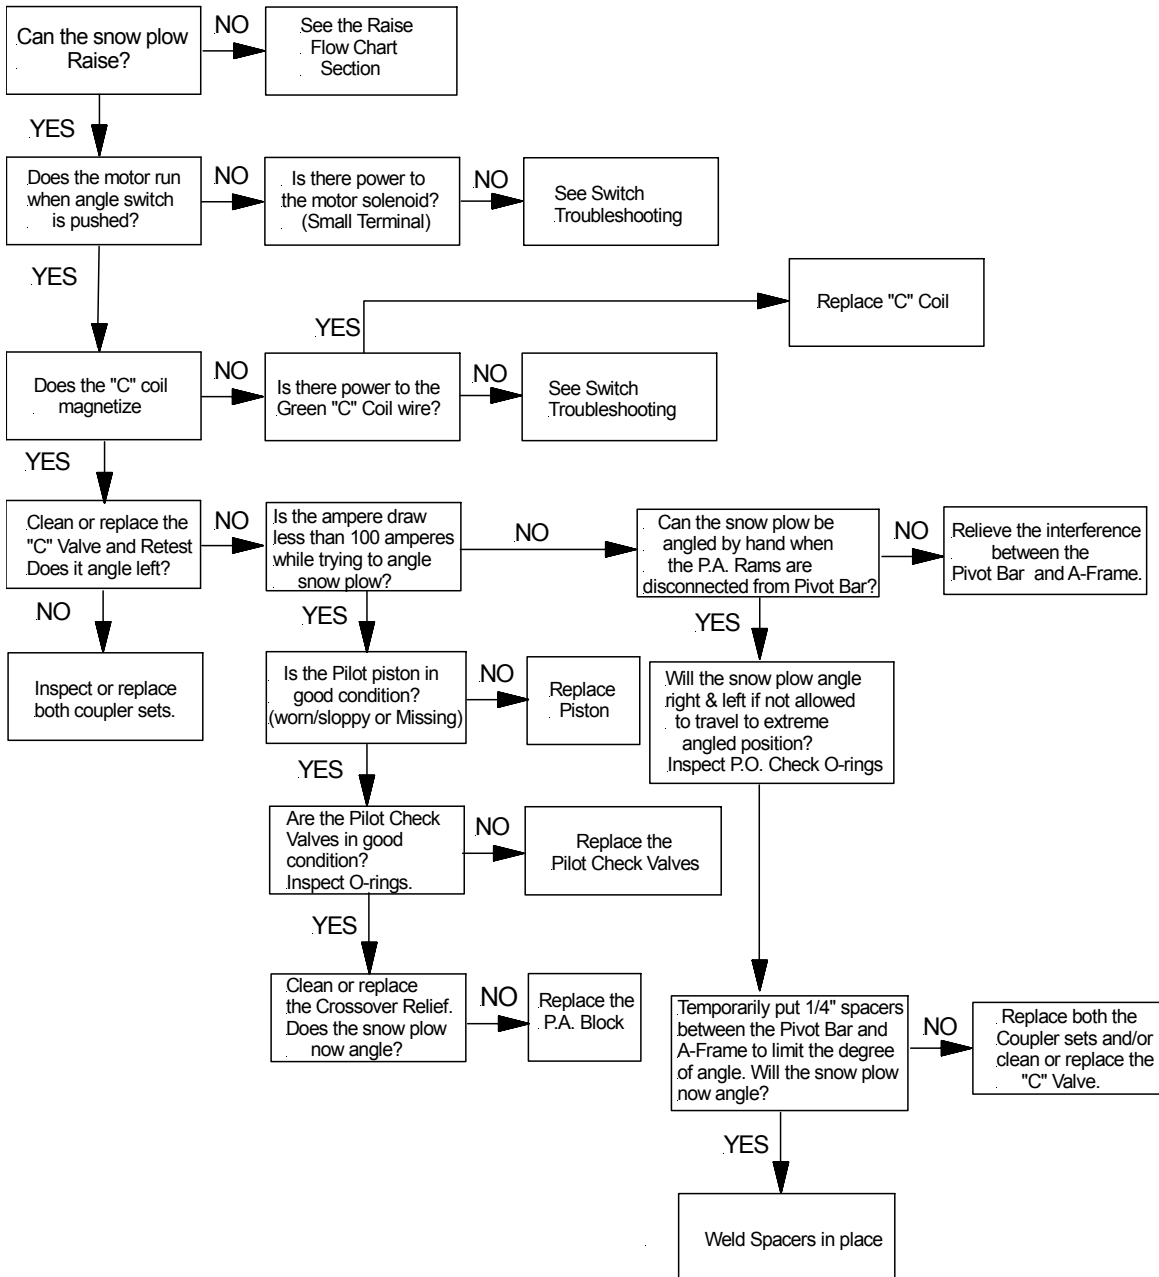 Can the snow plow
Raise?
NO
See the Raise
Flow Chart
Section
YES
Does the motor run
when angle switch
is pushed?
NO
Is there power to
the motor solenoid?
(Small Terminal)
NO
See Switch
Troubleshooting
YES
YES
Replace "C" Coil
Does the "C" coil
magnetize
NO
Is there power to the
Green "C" Coil wire?
NO
See Switch
Troubleshooting
YES
Clean or replace the
"C" Valve and Retest
Does it angle left?
NO
Is the ampere draw
less than 100 amperes
while trying to angle
snow plow?
NO
Can the snow plow be
angled by hand when
the P.A. Rams are
disconnected from Pivot Bar?
NO
Relieve the interference
between the
Pivot Bar and A-Frame.
NO
YES
YES
Inspect or replace
both coupler sets.
Is the Pilot piston in
good condition?
(worn/sloppy or Missing)
NO
Replace
Piston
Will the snow plow angle
right & left if not allowed
to travel to extreme
angled position?
Inspect P.O. Check O-rings
YES
Are the Pilot Check
Valves in good
condition?
Inspect O-rings.
NO
Replace the
Pilot Check Valves
YES
Clean or replace
the Crossover Relief.
Does the snow plow
now angle?
NO
Replace the
P.A. Block
Temporarily put 1/4" spacers
between the Pivot Bar and
A-Frame to limit the degree
of angle. Will the snow plow
now angle?
NO
Replace both the
Coupler sets and/or
clean or replace the
"C" Valve.
YES
Weld Spacers in place